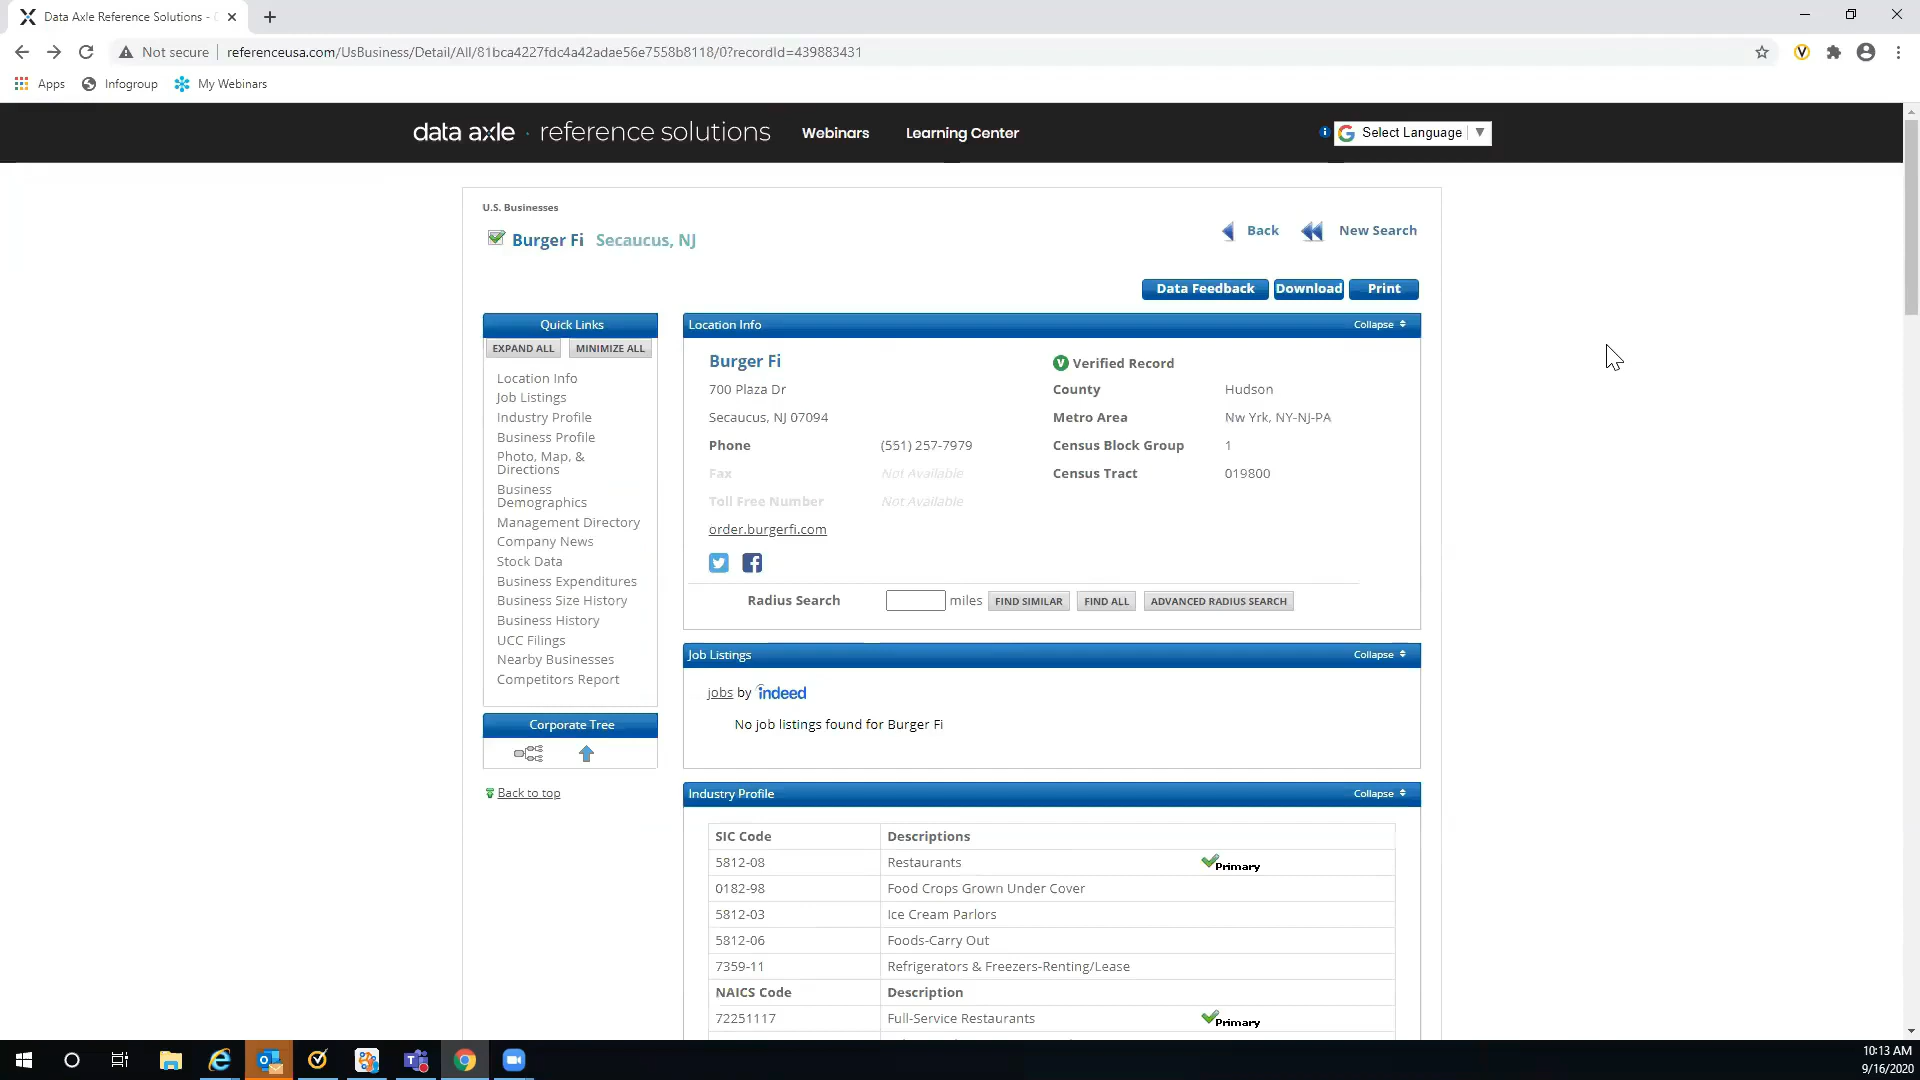 Data Axle Reference Solutions -
Not secure referenceusa.com/UsBusiness/Detail/All/81bca4227fdc4a42adae56e7558b8118/0?recordId=439883431
Apps Infogroup My Webinars
data axle · reference solutions Webinars Learning Center Select Language ▼
U.S. Businesses
Burger Fi Secaucus, NJ
Back New Search
Data Feedback Download Print
Quick Links
EXPAND ALL MINIMIZE ALL
Location Info
Job Listings
Industry Profile
Business Profile
Photo, Map, &
Directions
Business
Demographics
Management Directory
Company News
Stock Data
Business Expenditures
Business Size History
Business History
UCC Filings
Nearby Businesses
Competitors Report
Corporate Tree
Back to top
Location Info Collapse
Burger Fi
700 Plaza Dr
Secaucus, NJ 07094
Phone (551) 257-7979
Fax Not Available
Toll Free Number Not Available
order.burgerfi.com
V Verified Record
County Hudson
Metro Area Nw Yrk, NY-NJ-PA
Census Block Group 1
Census Tract 019800
Radius Search miles FIND SIMILAR FIND ALL ADVANCED RADIUS SEARCH
Job Listings Collapse
jobs by indeed
No job listings found for Burger Fi
Industry Profile Collapse
SIC Code Descriptions
5812-08 Restaurants Primary
0182-98 Food Crops Grown Under Cover
5812-03 Ice Cream Parlors
5812-06 Foods-Carry Out
7359-11 Refrigerators & Freezers-Renting/Lease
NAICS Code Description
72251117 Full-Service Restaurants Primary
10:13 AM
9/16/2020